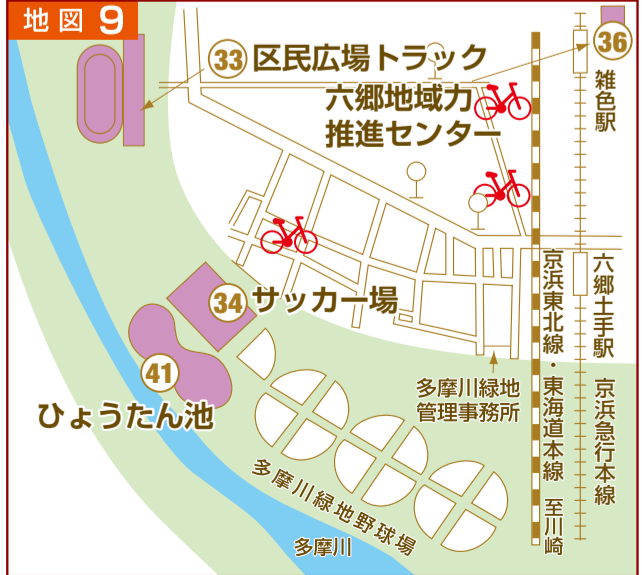 地図 9
36
33 区民広場トラック
六郷地域力
推進センター
雑色駅
34 サッカー場
41
ひょうたん池
多摩川緑地
管理事務所
京浜東北線・東海道本線 至川崎
六郷土手駅
京浜急行本線
多摩川緑地野球場
多摩川